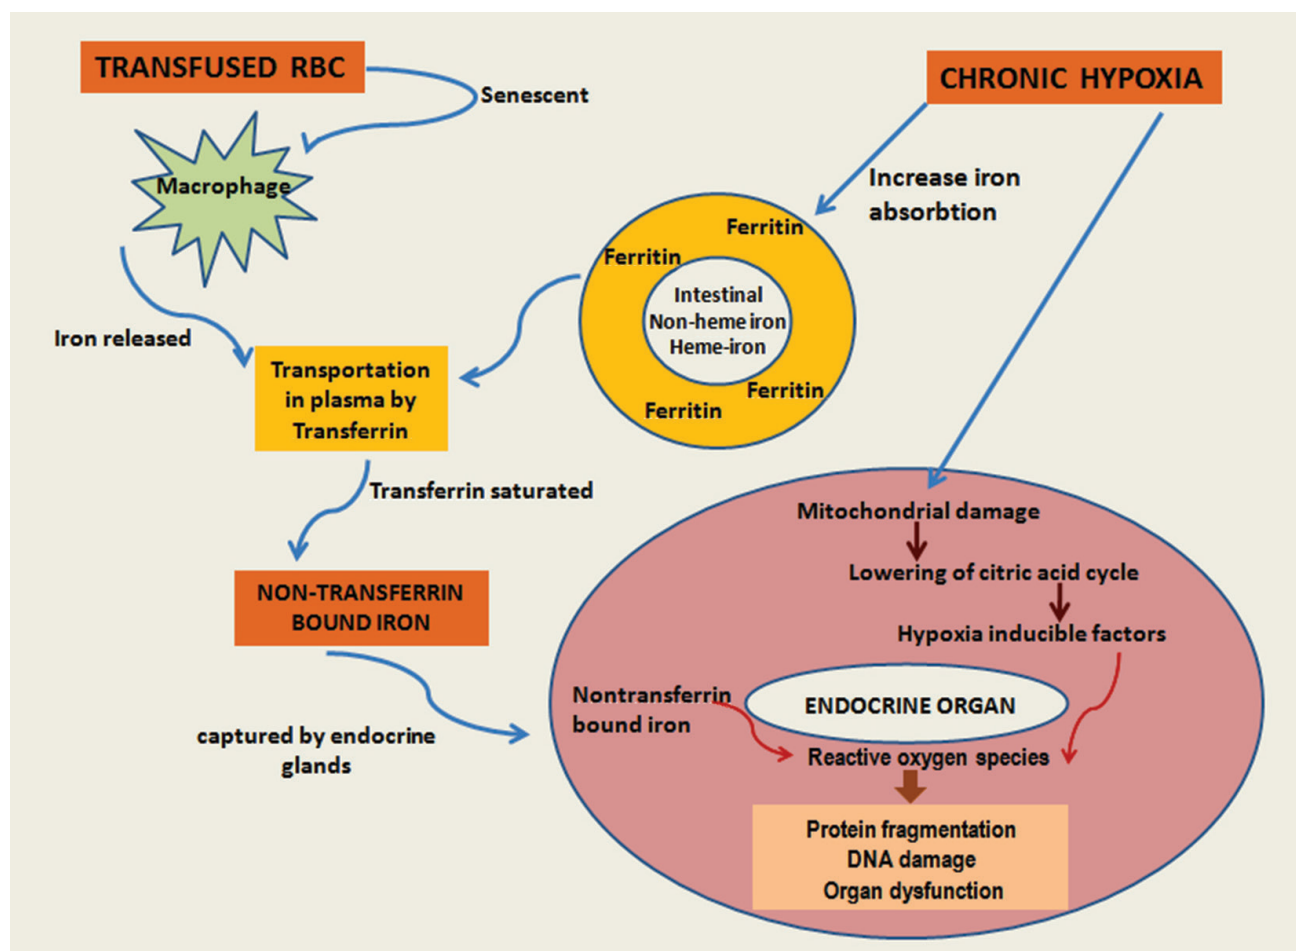 TRANSFUSED RBC
Senescent
Macrophage
Iron released
CHRONIC HYPOXIA
Increase iron
absorbtion
Ferritin
Ferritin
Intestinal
Non-heme iron
Heme-iron
Ferritin
Ferritin
Transportation
in plasma by
Transferrin
Transferrin saturated
NON-TRANSFERRIN
BOUND IRON
captured by endocrine
glands
Mitochondrial damage
Lowering of citric acid cycle
Hypoxia inducible factors
Nontransferrin
bound iron
ENDOCRINE ORGAN
Reactive oxygen species
Protein fragmentation
DNA damage
Organ dysfunction